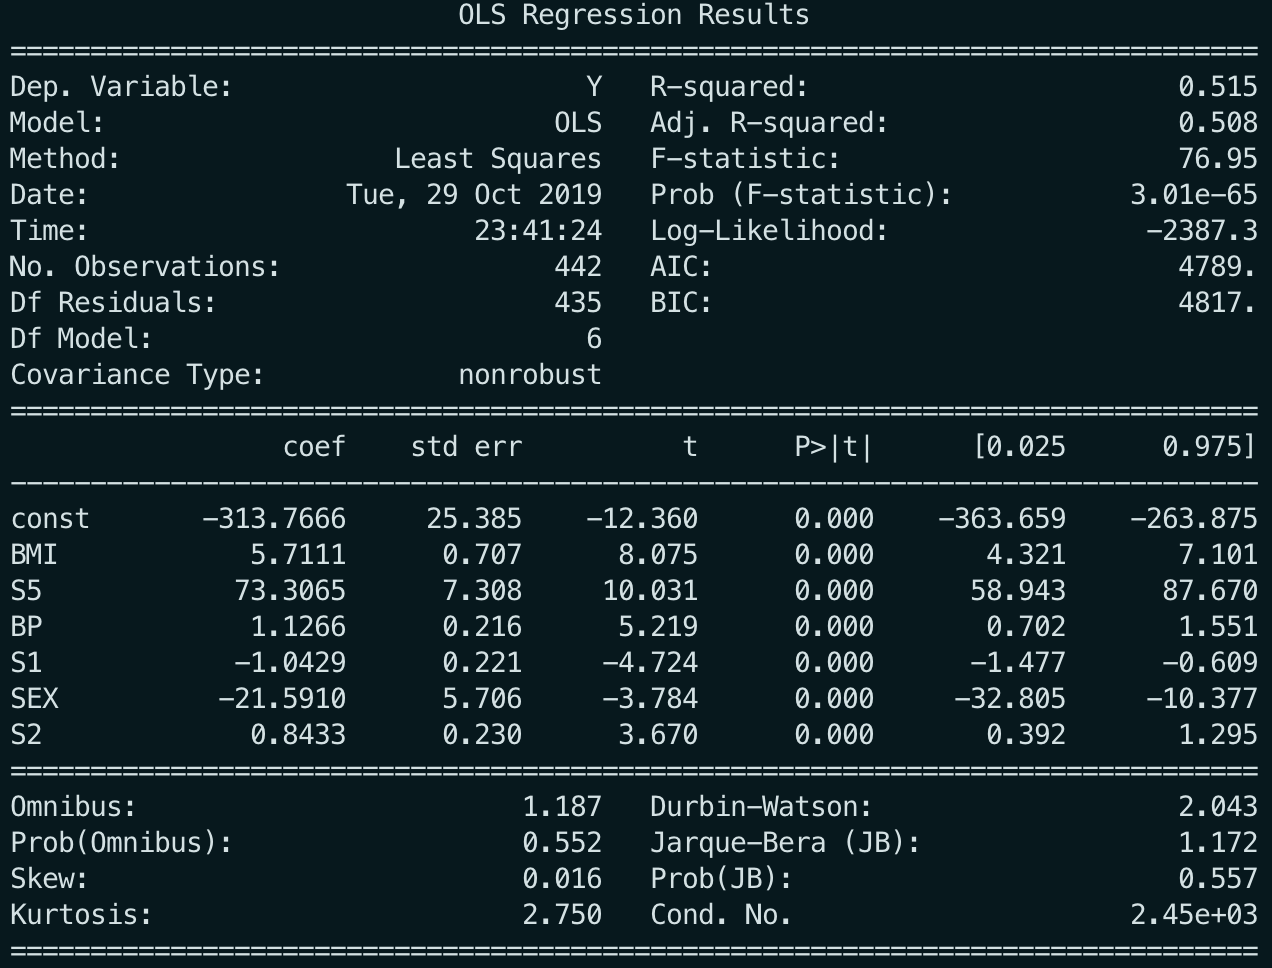 OLS Regression Results
==============================================================================
Dep. Variable:                      Y   R-squared:                       0.515
Model:                            OLS   Adj. R-squared:                  0.508
Method:                 Least Squares   F-statistic:                     76.95
Date:                Tue, 29 Oct 2019   Prob (F-statistic):           3.01e-65
Time:                        23:41:24   Log-Likelihood:                -2387.3
No. Observations:                 442   AIC:                             4789.
Df Residuals:                     435   BIC:                             4817.
Df Model:                           6
Covariance Type:            nonrobust
==============================================================================
                 coef    std err          t      P>|t|      [0.025      0.975]
------------------------------------------------------------------------------
const       -313.7666     25.385    -12.360      0.000    -363.659    -263.875
BMI            5.7111      0.707      8.075      0.000       4.321       7.101
S5            73.3065      7.308     10.031      0.000      58.943      87.670
BP             1.1266      0.216      5.219      0.000       0.702       1.551
S1            -1.0429      0.221     -4.724      0.000      -1.477      -0.609
SEX          -21.5910      5.706     -3.784      0.000     -32.805     -10.377
S2             0.8433      0.230      3.670      0.000       0.392       1.295
==============================================================================
Omnibus:                        1.187   Durbin-Watson:                   2.043
Prob(Omnibus):                  0.552   Jarque-Bera (JB):                1.172
Skew:                           0.016   Prob(JB):                        0.557
Kurtosis:                       2.750   Cond. No.                     2.45e+03
==============================================================================